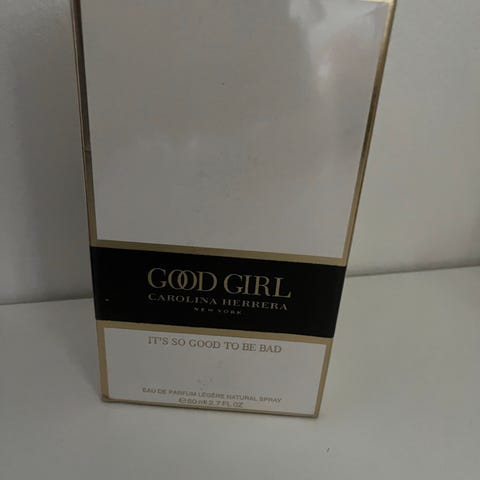 GOOD GIRL
CAROLINA HERRERA
NEW YORK
IT'S SO GOOD TO BE BAD
EAU DE PARFUM LÉGÈRE NATURAL SPRAY
℮80 ml 2.7 FL OZ